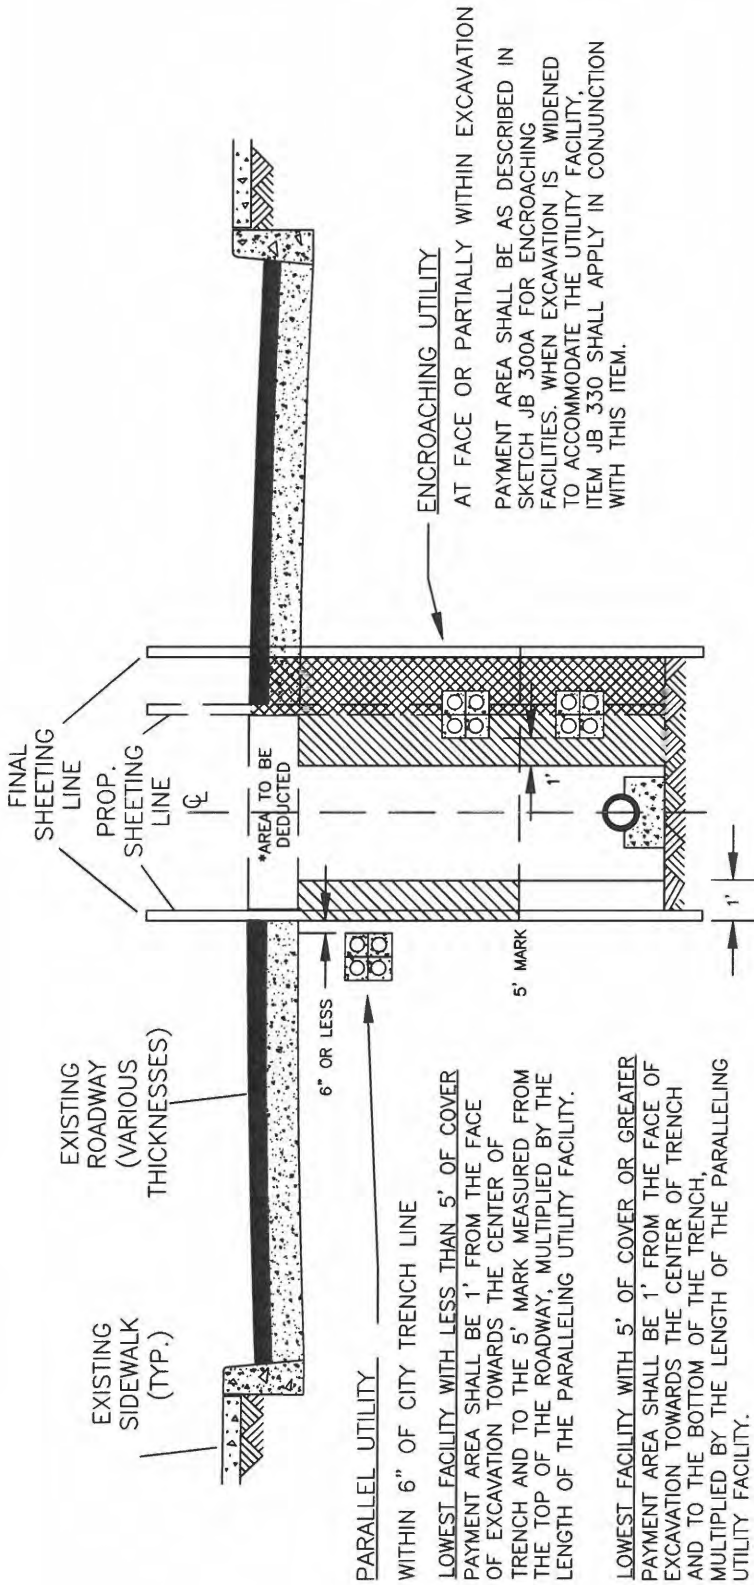 EXISTING
SIDEWALK
(TYP.)
EXISTING
ROADWAY
(VARIOUS
THICKNESSES)
FINAL
SHEETING
LINE
PROP.
SHEETING
LINE
℄
*AREA TO BE
DEDUCTED
6" OR LESS
5' MARK
1'
1'
PARALLEL UTILITY
WITHIN 6" OF CITY TRENCH LINE
LOWEST FACILITY WITH LESS THAN 5' OF COVER
PAYMENT AREA SHALL BE 1' FROM THE FACE
OF EXCAVATION TOWARDS THE CENTER OF
TRENCH AND TO THE 5' MARK MEASURED FROM
THE TOP OF THE ROADWAY, MULTIPLIED BY THE
LENGTH OF THE PARALLELING UTILITY FACILITY.
LOWEST FACILITY WITH 5' OF COVER OR GREATER
PAYMENT AREA SHALL BE 1' FROM THE FACE OF
EXCAVATION TOWARDS THE CENTER OF TRENCH
AND TO THE BOTTOM OF THE TRENCH,
MULTIPLIED BY THE LENGTH OF THE PARALLELING
UTILITY FACILITY.
ENCROACHING UTILITY
AT FACE OR PARTIALLY WITHIN EXCAVATION
PAYMENT AREA SHALL BE AS DESCRIBED IN
SKETCH JB 300A FOR ENCROACHING
FACILITIES. WHEN EXCAVATION IS WIDENED
TO ACCOMMODATE THE UTILITY FACILITY,
ITEM JB 330 SHALL APPLY IN CONJUNCTION
WITH THIS ITEM.